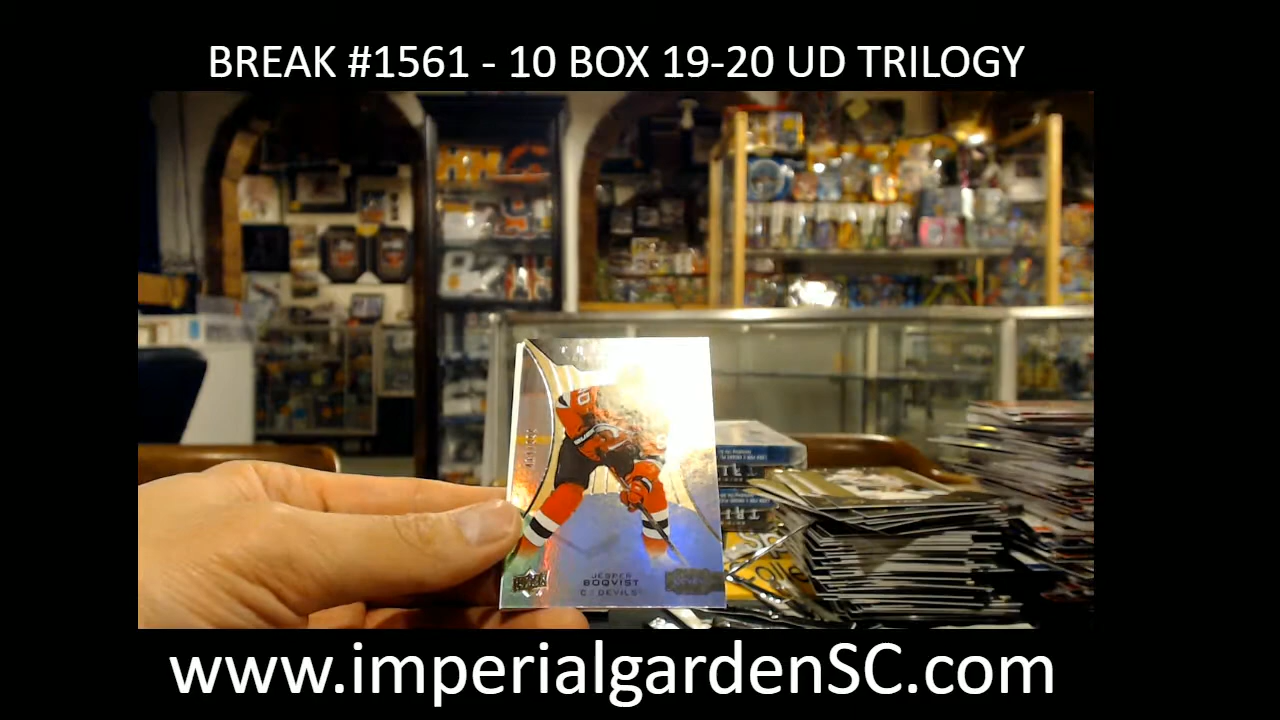 BREAK #1561 - 10 BOX 19-20 UD TRILOGY
JESPER
BOQVIST
C DEVILS
www.imperialgardenSC.com